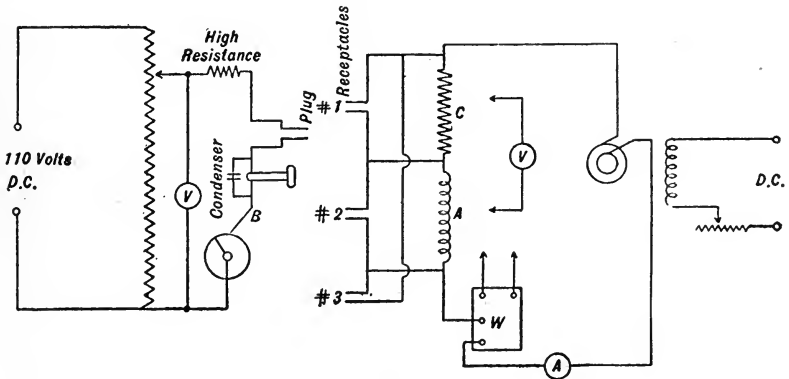 High
Resistance
110 Volts
D.C.
V
Condenser
B
Plug
Receptacles
#1
#2
#3
C
A
V
W
A
D.C.